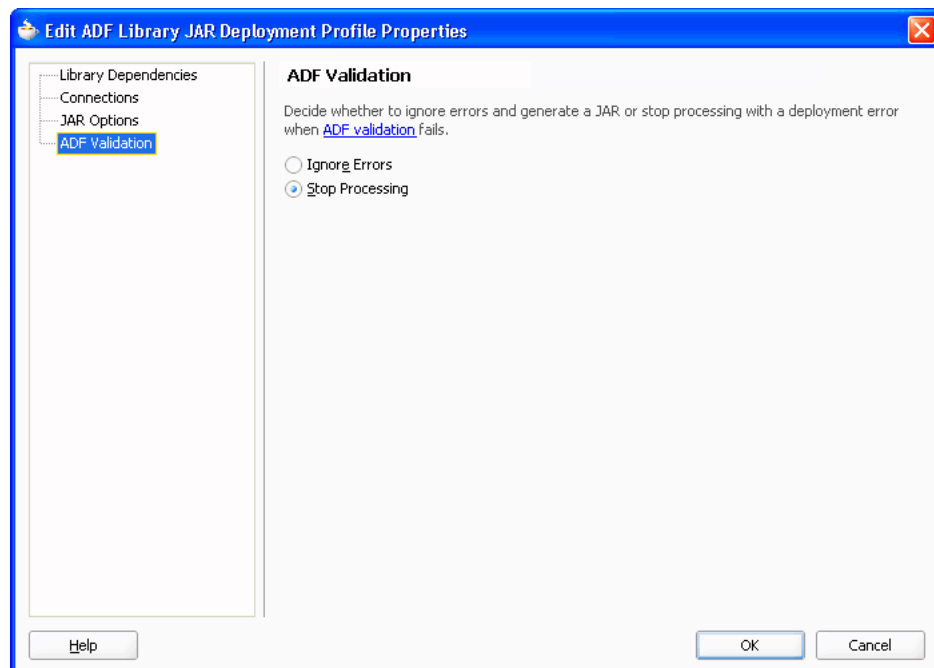 Edit ADF Library JAR Deployment Profile Properties
Library Dependencies
Connections
JAR Options
ADF Validation
ADF Validation
Decide whether to ignore errors and generate a JAR or stop processing with a deployment error
when ADF validation fails.
Ignore Errors
Stop Processing
Help
OK
Cancel